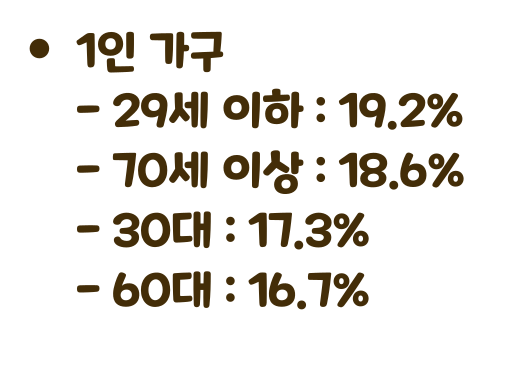 • 1인 가구
- 29세 이하 : 19.2%
- 70세 이상 : 18.6%
- 30대 : 17.3%
- 60대 : 16.7%